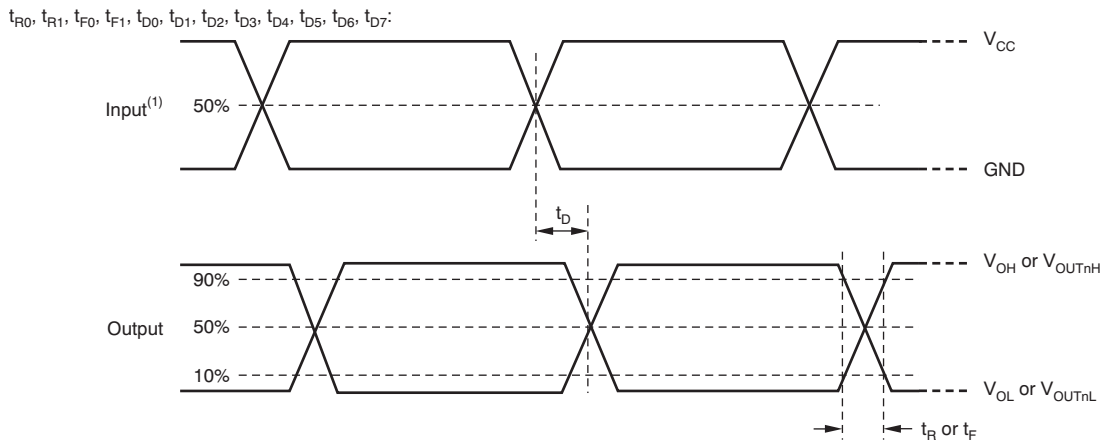 tR0, tR1, tF0, tF1, tD0, tD1, tD2, tD3, tD4, tD5, tD6, tD7:
VCC
Input(1)
50%
GND
tD
VOH or VOUTnH
90%
Output
50%
10%
VOL or VOUTnL
tR or tF